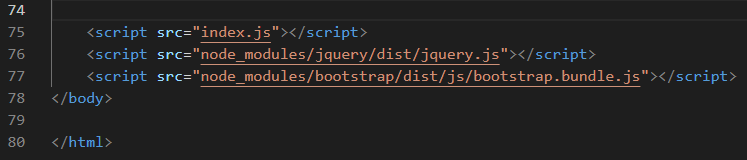 74
75 <script src="index.js"></script>
76 <script src="node_modules/jquery/dist/jquery.js"></script>
77 <script src="node_modules/bootstrap/dist/js/bootstrap.bundle.js"></script>
78 </body>
79
80 </html>